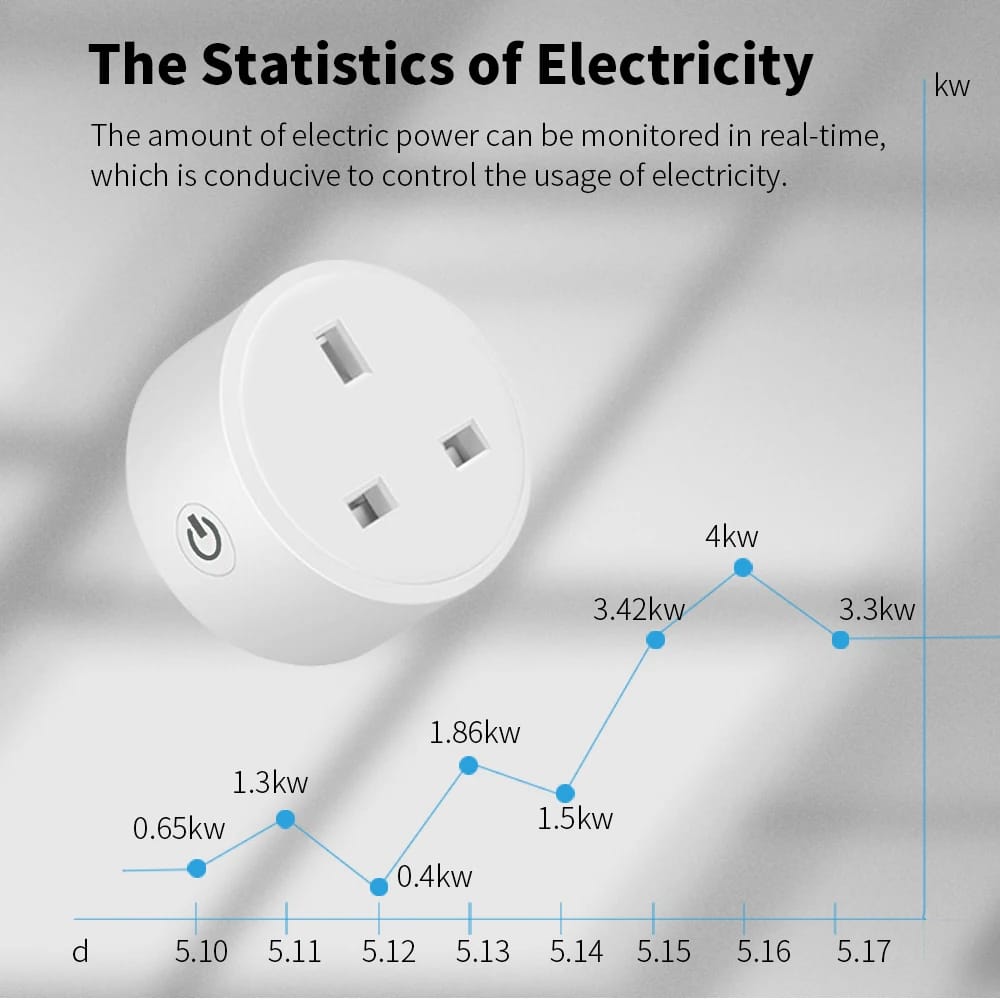 The Statistics of Electricity
kw
The amount of electric power can be monitored in real-time,
which is conducive to control the usage of electricity.
4kw
3.42kw
3.3kw
1.86kw
1.3kw
1.5kw
0.65kw
0.4kw
d 5.10 5.11 5.12 5.13 5.14 5.15 5.16 5.17